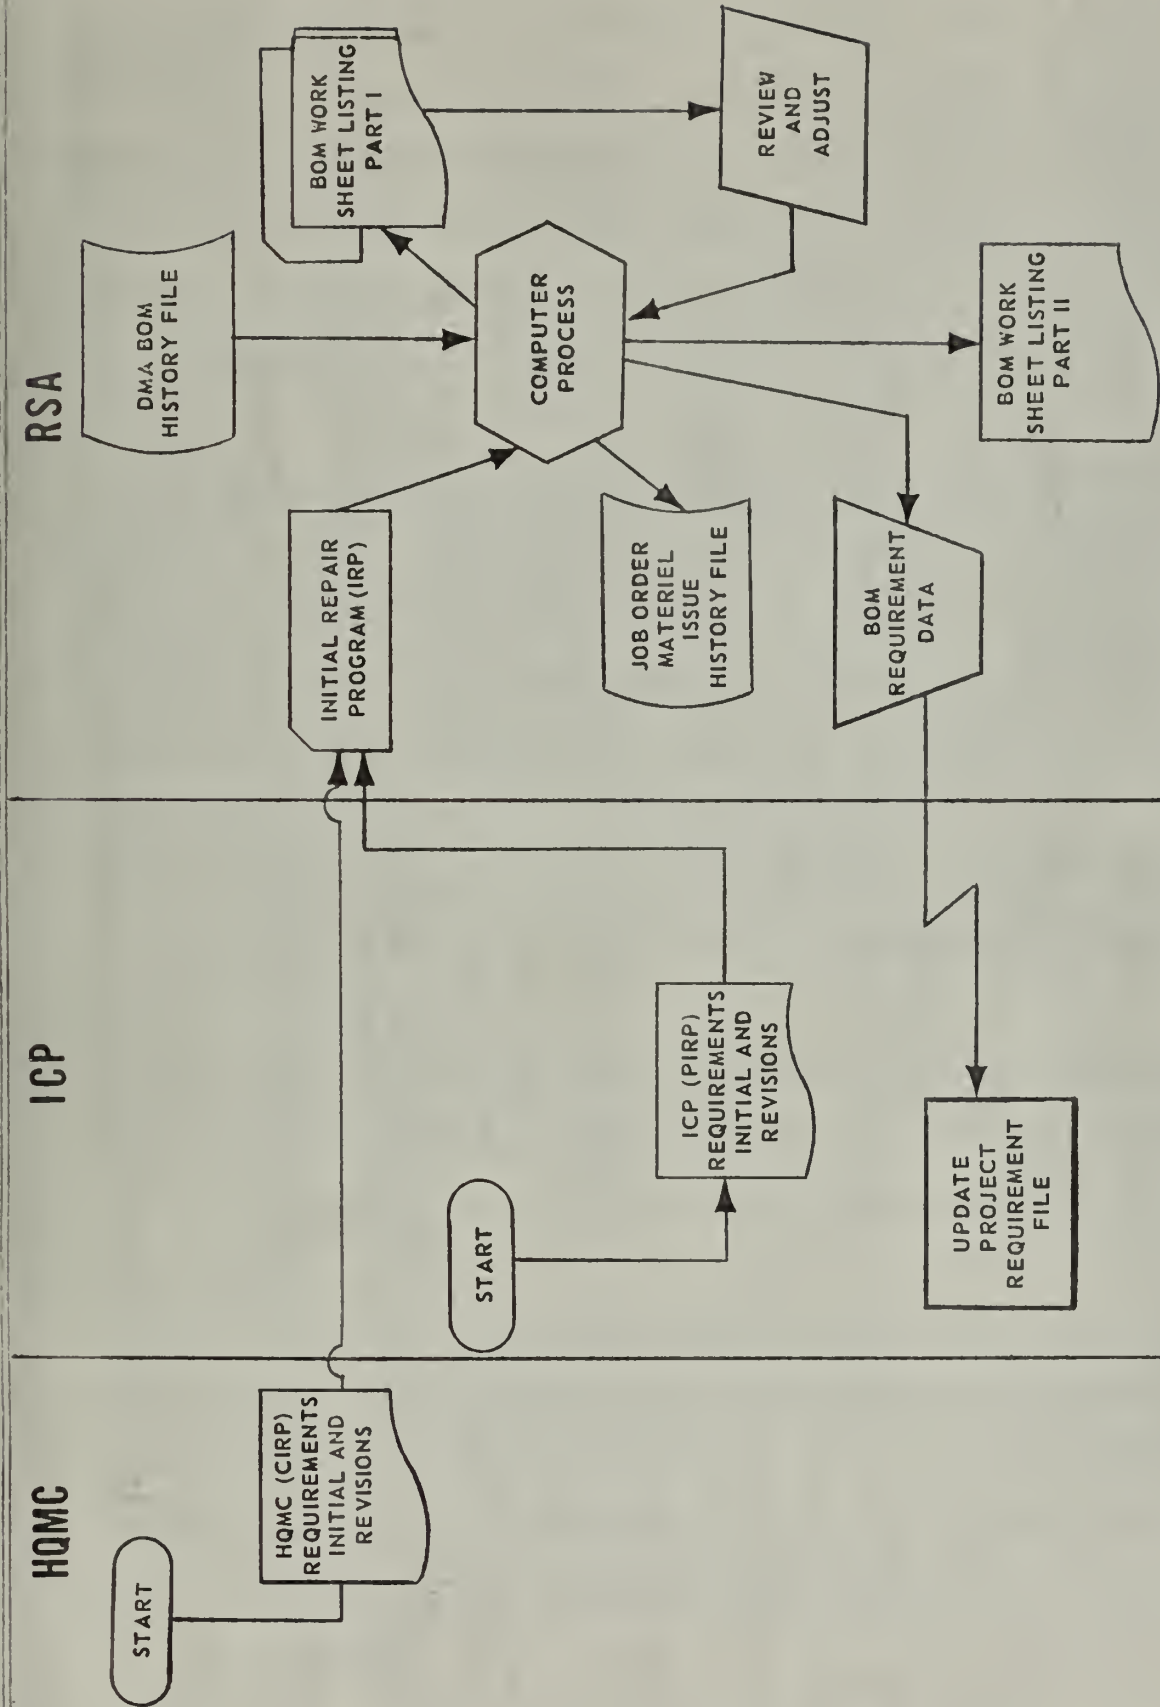 HQMC
START
HQMC (CIRP)
REQUIREMENTS
INITIAL AND
REVISIONS
ICP
START
ICP (PIRP)
REQUIREMENTS
INITIAL AND
REVISIONS
UPDATE
PROJECT
REQUIREMENT
FILE
RSA
DMA BOM
HISTORY FILE
INITIAL REPAIR
PROGRAM (IRP)
BOM WORK
SHEET LISTING
PART I
COMPUTER
PROCESS
JOB ORDER
MATERIEL
ISSUE
HISTORY FILE
REVIEW
AND
ADJUST
BOM
REQUIREMENT
DATA
BOM WORK
SHEET LISTING
PART II